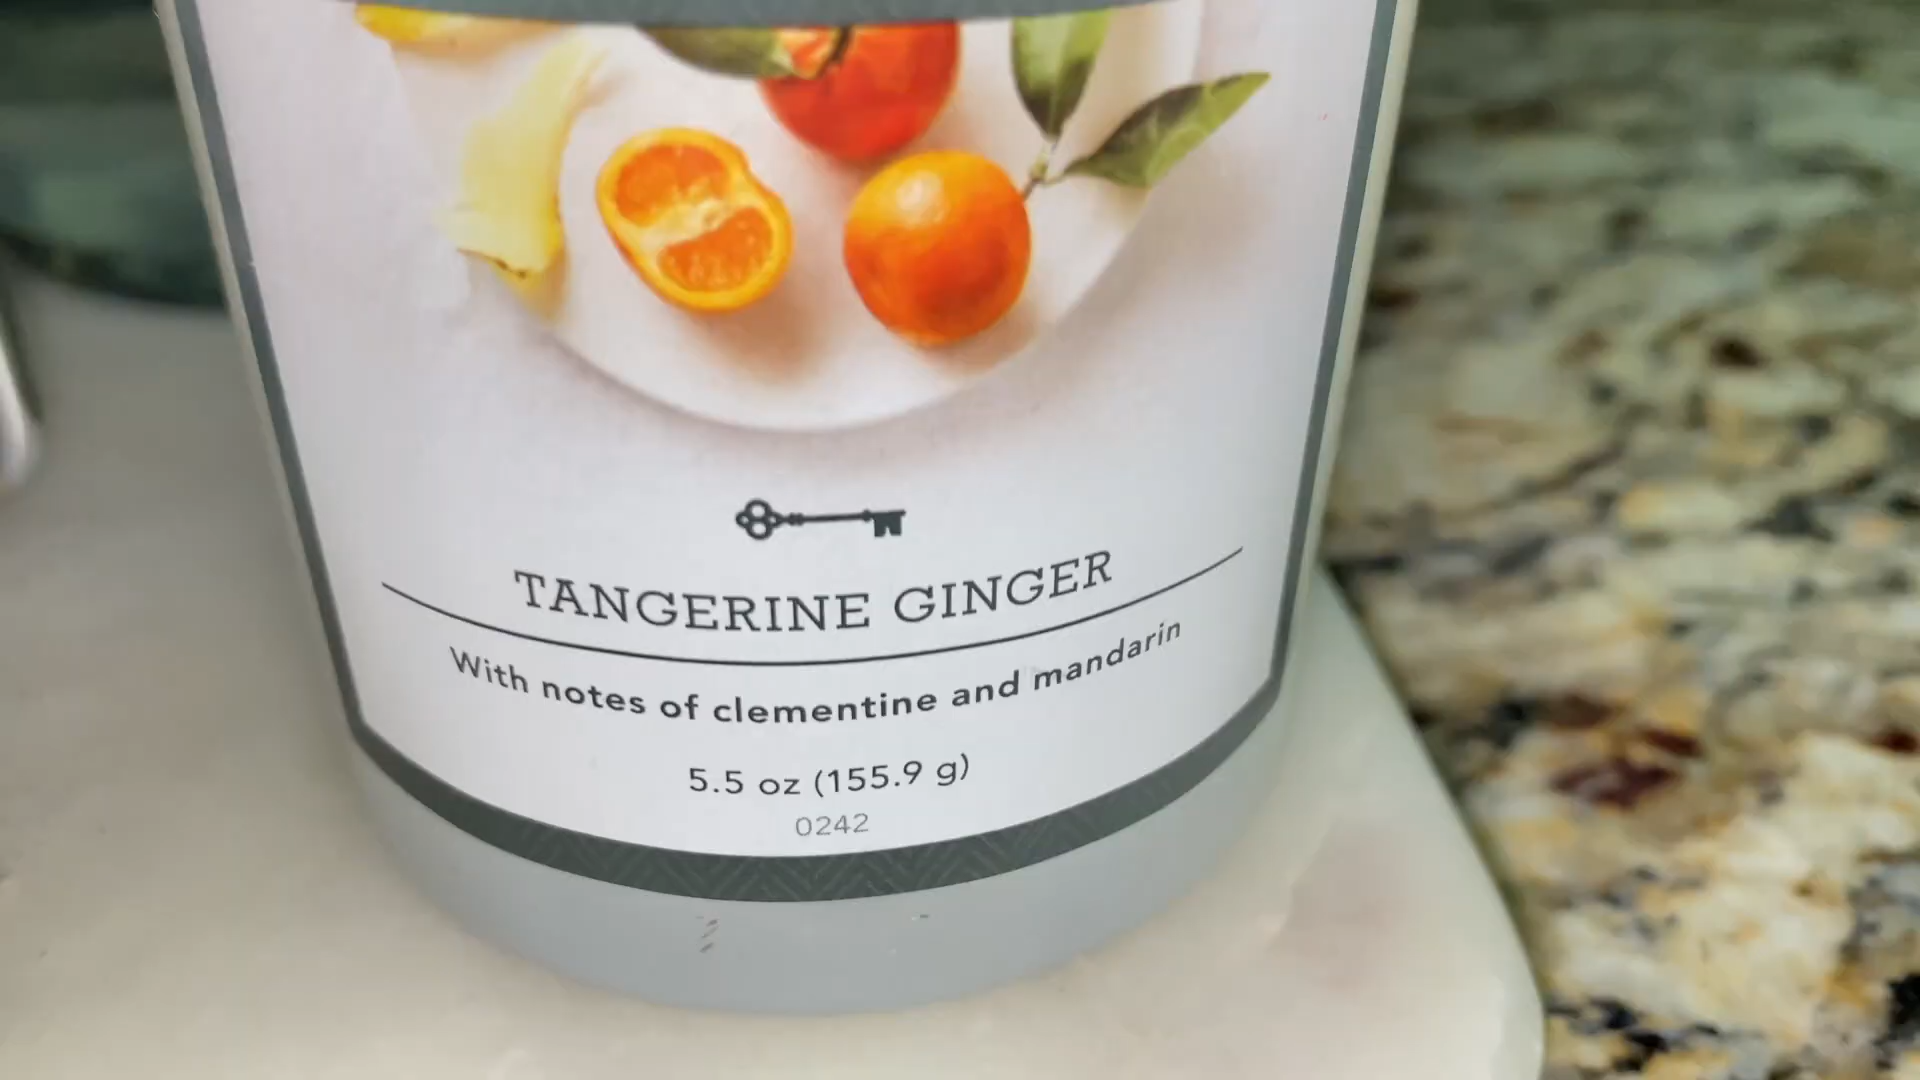 TANGERINE GINGER
With notes of clementine and mandarin
5.5 oz (155.9 g)
0242